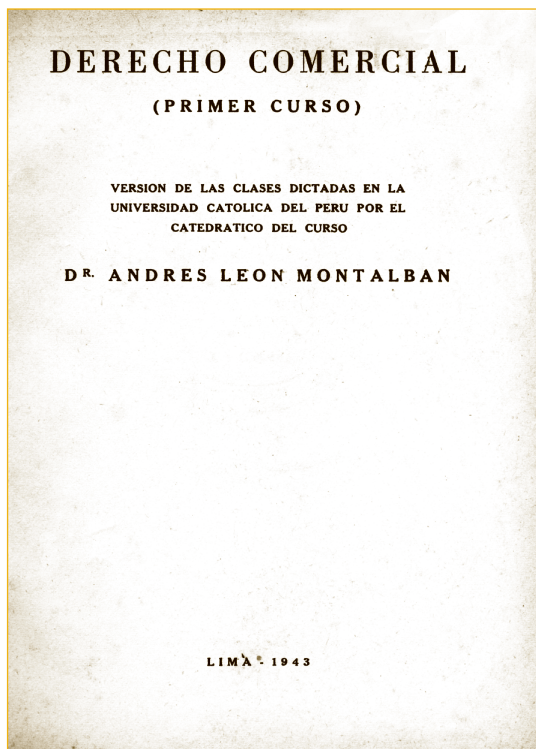 DERECHO COMERCIAL
(PRIMER CURSO)
VERSION DE LAS CLASES DICTADAS EN LA
UNIVERSIDAD CATOLICA DEL PERU POR EL
CATEDRATICO DEL CURSO
DR. ANDRES LEON MONTALBAN
LIMA - 1943